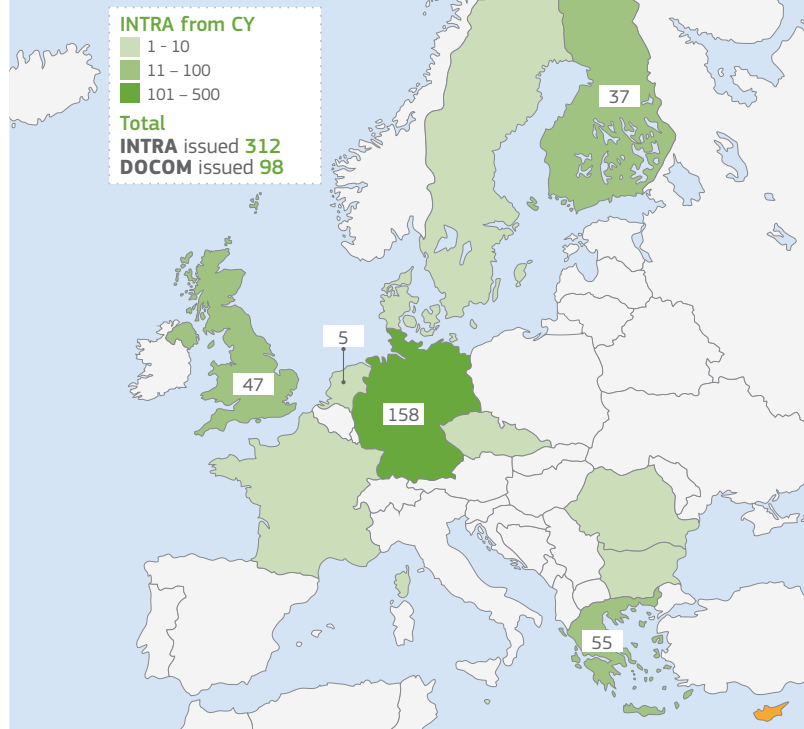 INTRA from CY
1 - 10
11 – 100
101 – 500
Total
INTRA issued 312
DOCOM issued 98
37
5
47
158
55